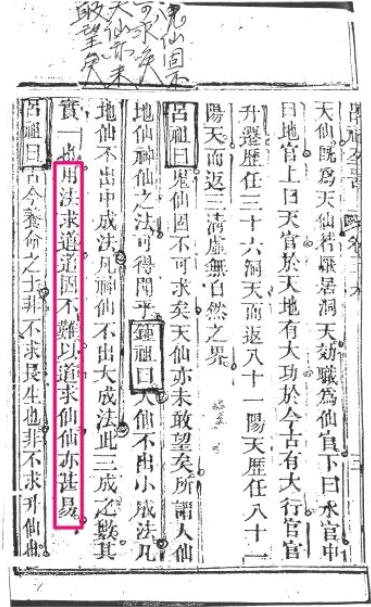 鬼仙固不
可求矣
天仙亦未
敢望矣
天仙既為天仙若厭居洞天効職為仙官下曰水官中
曰地官上曰天官於天地有大功於今古有大行官官
升遷歷任三十六洞天而返八十一陽天歷任八十一
陽天而返三清虛無自然之界
呂祖曰鬼仙固不可求矣天仙亦未敢望矣所謂人仙
地仙神仙之法可得聞乎鍾祖曰人仙不出小成法凡
地仙不出中成法凡神仙不出大成法此三成之數其
實一也用法求道道固不難以道求仙仙亦甚易
呂祖曰古今養命之士非不求長生也非不求升仙也